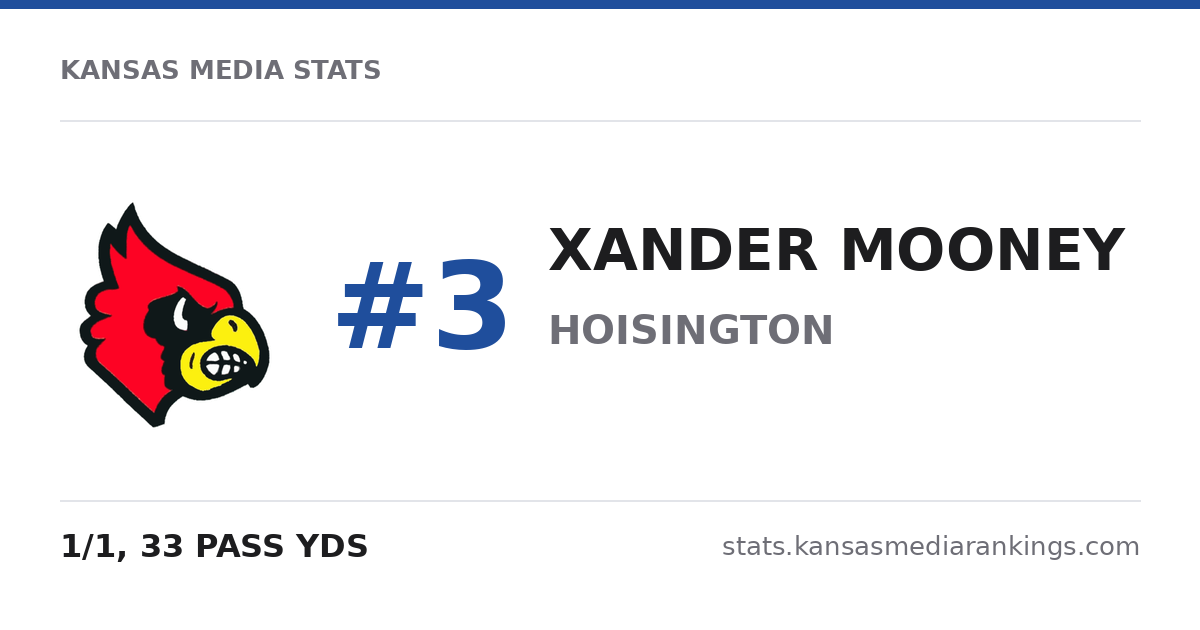 KANSAS MEDIA STATS
#3
XANDER MOONEY
HOISINGTON
1/1, 33 PASS YDS
stats.kansasmediarankings.com